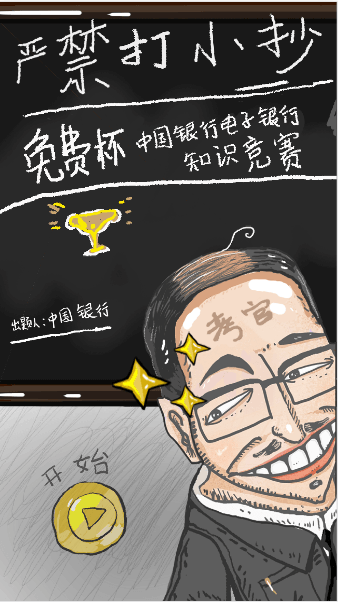 严禁打小抄
免费杯 中国银行电子银行
知识竞赛
出题人:中国银行
考官
开始